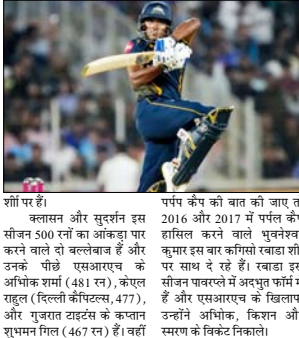 शीर्ष पर हैं।
क्लासन और सुदर्शन इस
सीजन 500 रनों का आंकड़ा पार
करने वाले दो बल्लेबाज हैं और
उनके पीछे एसआरएच के
अभिषेक शर्मा (481 रन), केएल
राहुल (दिल्ली कैपिटल्स, 477),
और गुजरात टाइटंस के कप्तान
शुभमन गिल (467 रन) हैं। वहीं
पर्पप कैप की बात की जाए त
2016 और 2017 में पर्पल कैप
हासिल करने वाले भुवनेश्व
कुमार इस बार कगिसो रबाडा शी
पर साथ दे रहे हैं। रबाडा इस
सीजन पावरप्ले में अदभुत फॉर्म म
हैं और एसआरएच के खिलाफ
उन्होंने अभिषेक, किशन औ
स्मरण के विकेट निकाले।